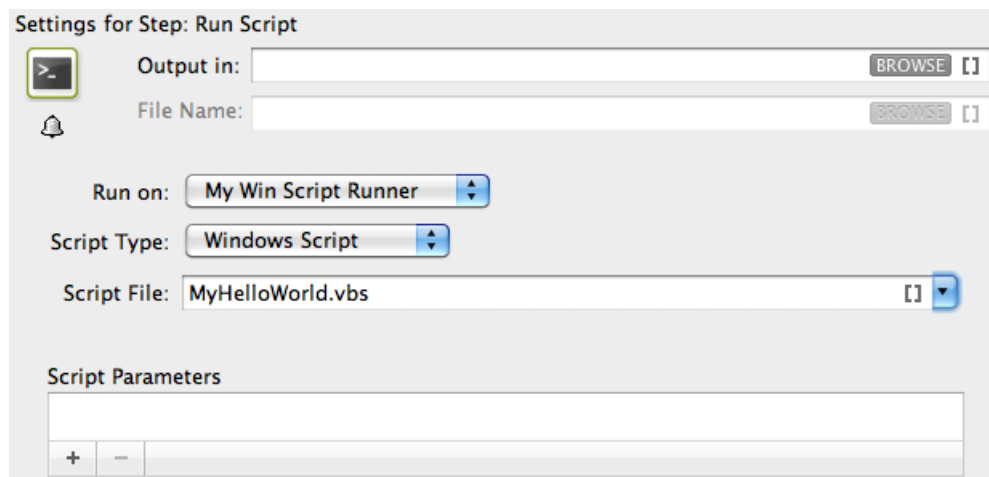 Settings for Step: Run Script
Output in: BROWSE []
File Name: BROWSE []
Run on: My Win Script Runner
Script Type: Windows Script
Script File: MyHelloWorld.vbs []
Script Parameters
+ −